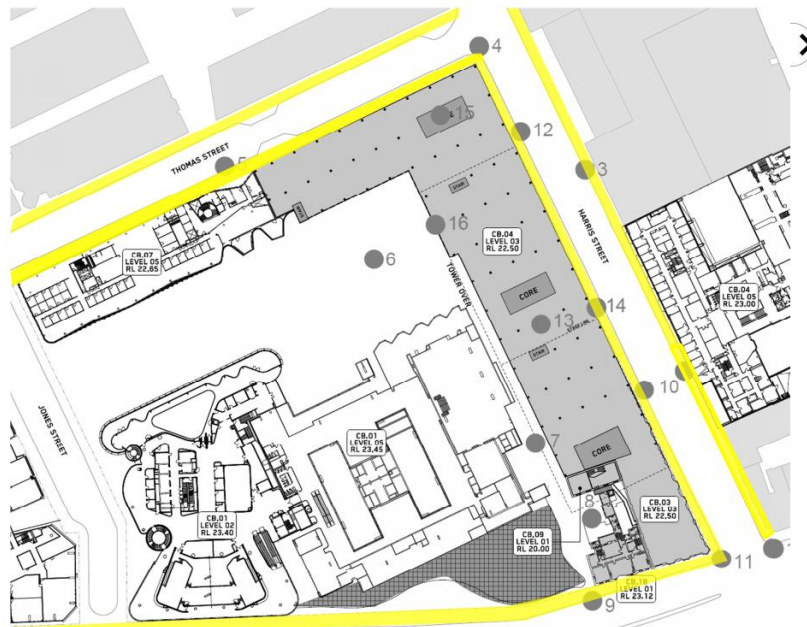 4
15
12
THOMAS STREET
5
3
STAIR
16
HARRIS STREET
CB.04
LEVEL 03
RL 22.50
CB.07
LEVEL 05
RL 22.65
6
TOWER OVER
CORE
CB.04
LEVEL 05
RL 23.00
14
13
STAIR
2
10
JONES STREET
CB.01
LEVEL 05
RL 23.45
7
CORE
CB.01
LEVEL 02
RL 23.40
8
CB.03
LEVEL 03
RL 22.50
CB.09
LEVEL 01
RL 20.00
11
CB.18
LEVEL 01
RL 23.12
9